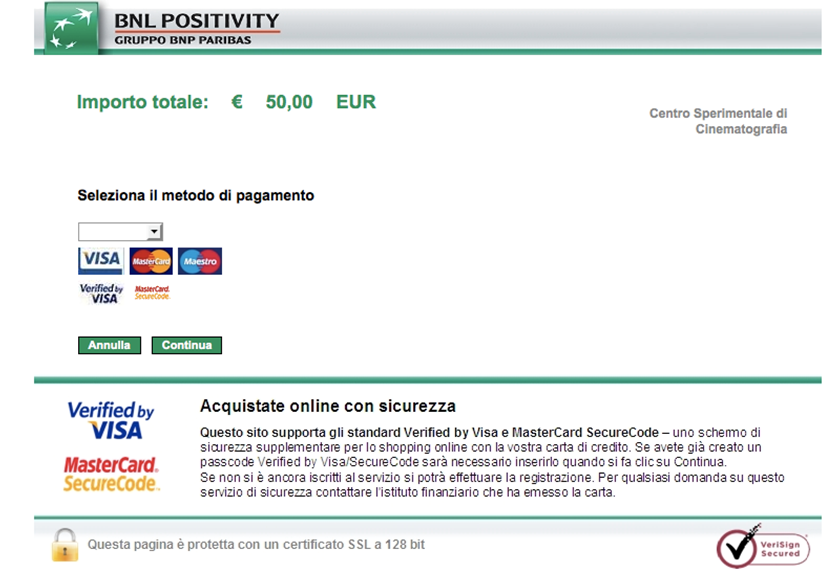 BNL POSITIVITY
GRUPPO BNP PARIBAS
Importo totale: € 50,00 EUR
Centro Sperimentale di
Cinematografia
Seleziona il metodo di pagamento
VISA MasterCard Maestro
Verified by VISA MasterCard. SecureCode.
Annulla Continua
Verified by
VISA
MasterCard.
SecureCode.
Acquistate online con sicurezza
Questo sito supporta gli standard Verified by Visa e MasterCard SecureCode – uno schermo di
sicurezza supplementare per lo shopping online con la vostra carta di credito. Se avete già creato un
passcode Verified by Visa/SecureCode sarà necessario inserirlo quando si fa clic su Continua.
Se non si è ancora iscritti al servizio si potrà effettuare la registrazione. Per qualsiasi domanda su questo
servizio di sicurezza contattare l'istituto finanziario che ha emesso la carta.
Questa pagina è protetta con un certificato SSL a 128 bit
VeriSign
Secured